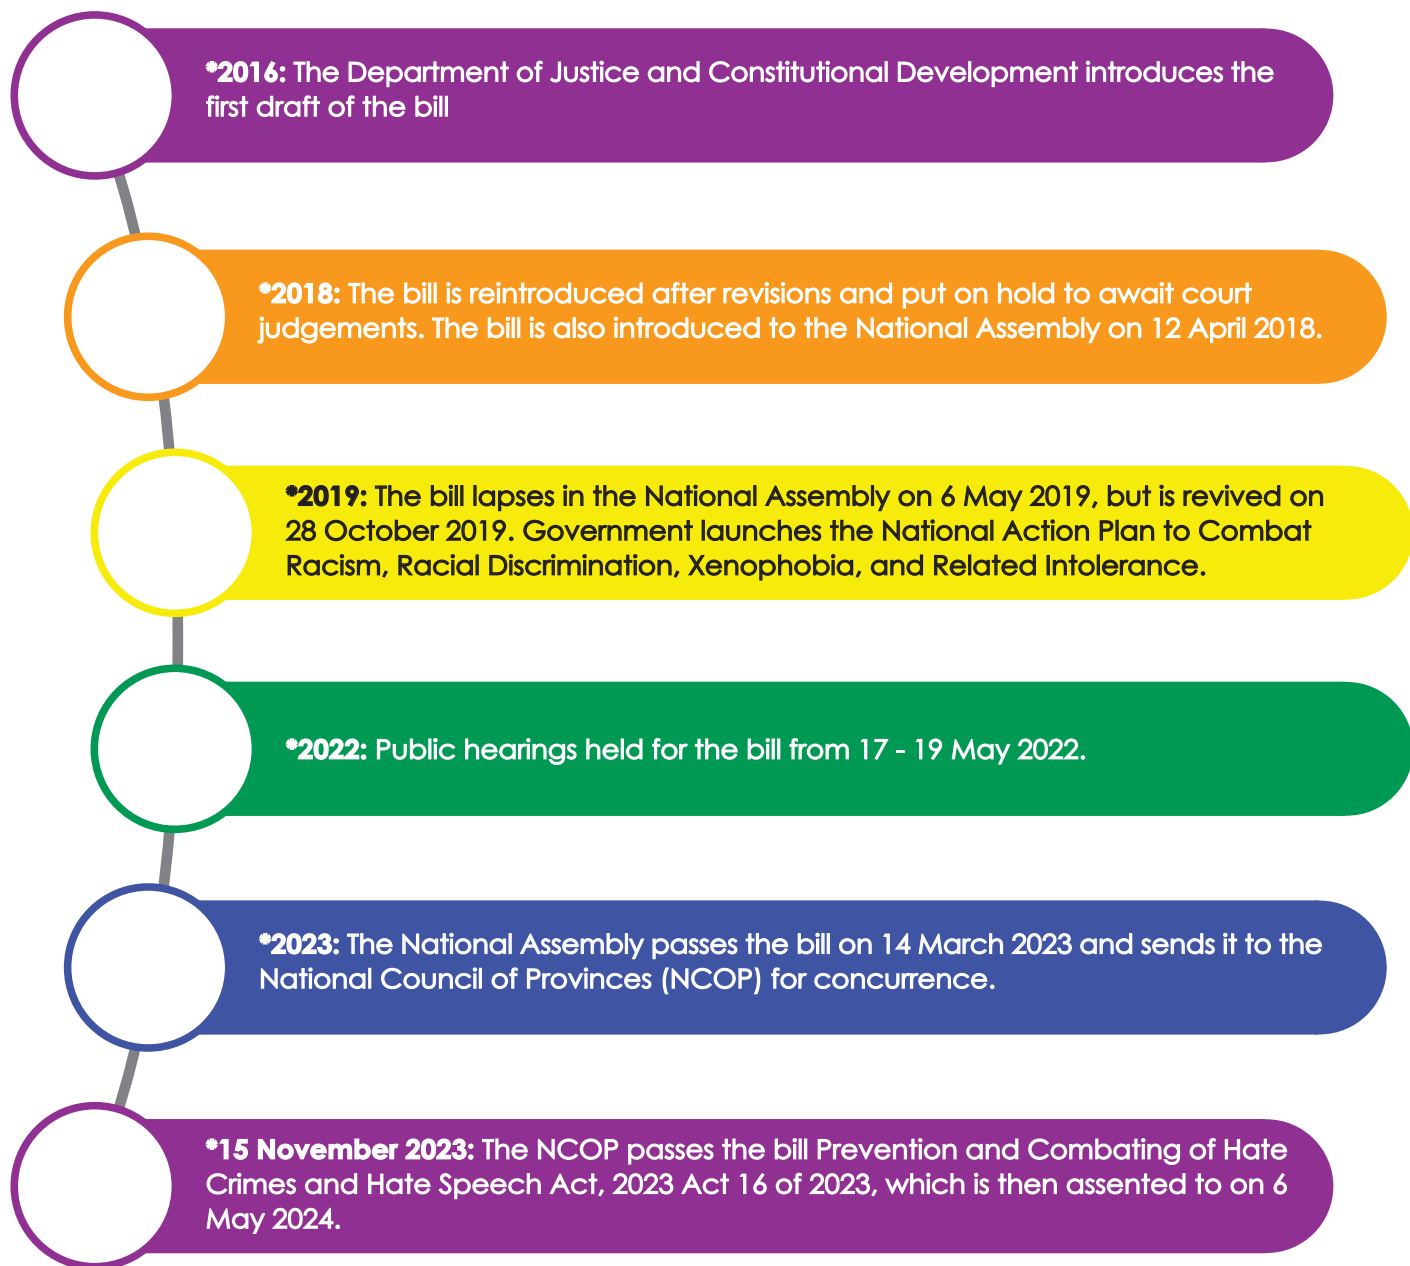 *2016: The Department of Justice and Constitutional Development introduces the
first draft of the bill
*2018: The bill is reintroduced after revisions and put on hold to await court
judgements. The bill is also introduced to the National Assembly on 12 April 2018.
*2019: The bill lapses in the National Assembly on 6 May 2019, but is revived on
28 October 2019. Government launches the National Action Plan to Combat
Racism, Racial Discrimination, Xenophobia, and Related Intolerance.
*2022: Public hearings held for the bill from 17 - 19 May 2022.
*2023: The National Assembly passes the bill on 14 March 2023 and sends it to the
National Council of Provinces (NCOP) for concurrence.
*15 November 2023: The NCOP passes the bill Prevention and Combating of Hate
Crimes and Hate Speech Act, 2023 Act 16 of 2023, which is then assented to on 6
May 2024.